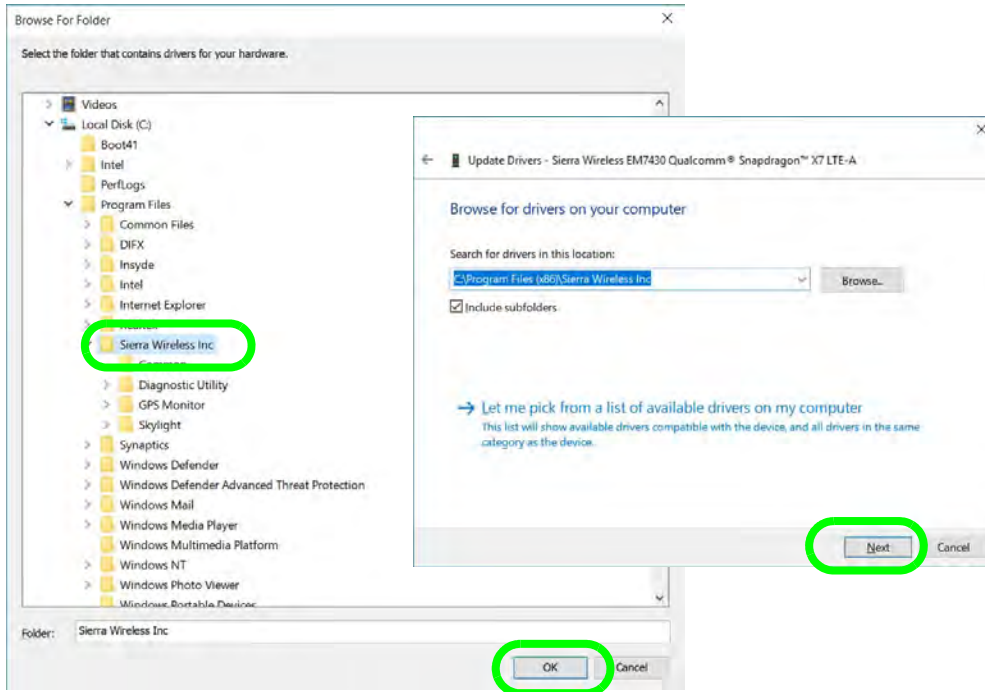 Browse For Folder
Select the folder that contains drivers for your hardware.
Videos
Local Disk (C:)
Boot41
Intel
PerfLogs
Program Files
Common Files
DIFX
Insyde
Intel
Internet Explorer
Sierra Wireless Inc
Common
Diagnostic Utility
GPS Monitor
Skylight
Synaptics
Windows Defender
Windows Defender Advanced Threat Protection
Windows Mail
Windows Media Player
Windows Multimedia Platform
Windows NT
Windows Photo Viewer
Windows Portable Devices
Folder: Sierra Wireless Inc
OK Cancel
Update Drivers - Sierra Wireless EM7430 Qualcomm® Snapdragon™ X7 LTE-A
Browse for drivers on your computer
Search for drivers in this location:
C:\Program Files (x86)\Sierra Wireless Inc
Browse...
Include subfolders
Let me pick from a list of available drivers on my computer
This list will show available drivers compatible with the device, and all drivers in the same
category as the device.
Next Cancel